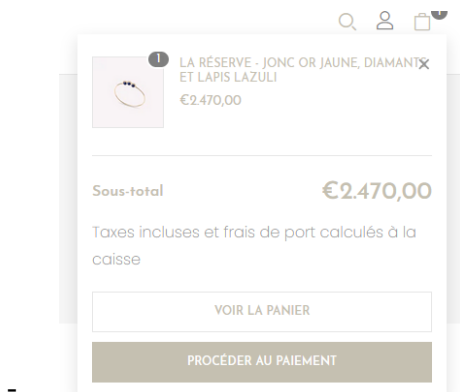 1
1
LA RÉSERVE - JONC OR JAUNE, DIAMANTS
ET LAPIS LAZULI
€2.470,00
Sous-total
€2.470,00
Taxes incluses et frais de port calculés à la
caisse
VOIR LA PANIER
PROCÉDER AU PAIEMENT